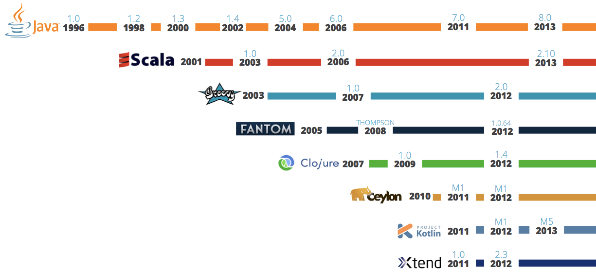 1.0 1.2 1.3 1.4 5.0 6.0 7.0 8.0
Java 1996 1998 2000 2002 2004 2006 2011 2013
1.0 2.0 2.10
Scala 2001 2003 2006 2013
1.0 2.0
Groovy 2003 2007 2012
THOMPSON 1.0.64
FANTOM 2005 2008 2012
1.0 1.4
Clojure 2007 2009 2012
M1 M1
Ceylon 2010 2011 2012
M1 M5
PROJECT
Kotlin 2011 2012 2013
1.0 2.3
Xtend 2011 2012